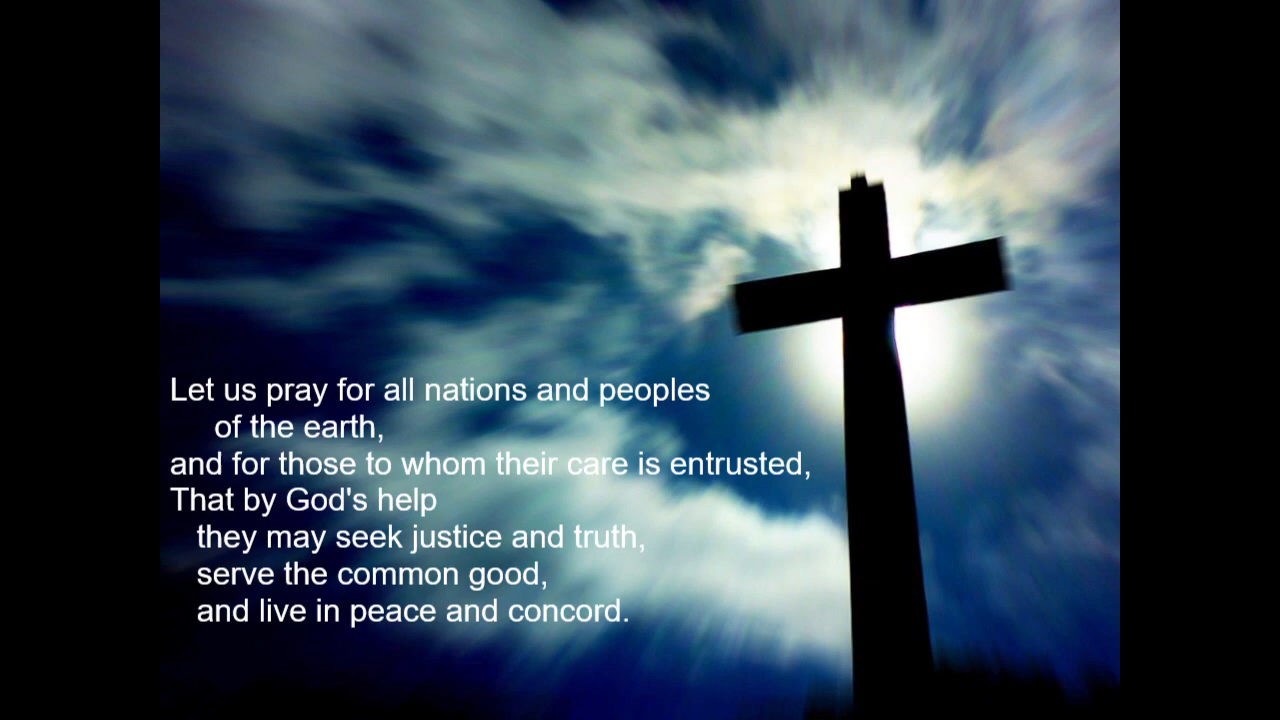 Let us pray for all nations and peoples
of the earth,
and for those to whom their care is entrusted,
That by God's help
they may seek justice and truth,
serve the common good,
and live in peace and concord.